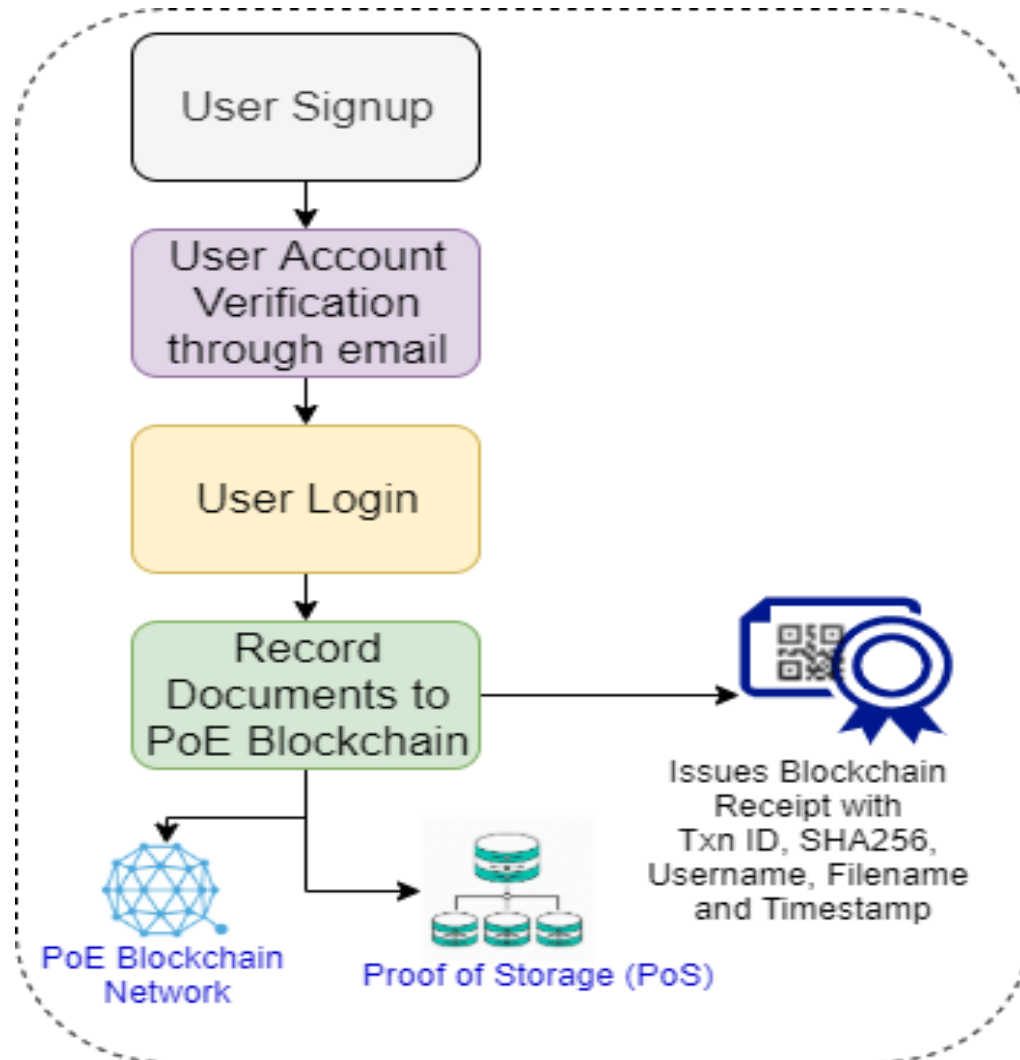 User Signup
User Account
Verification
through email
User Login
Record
Documents to
PoE Blockchain
Issues Blockchain
Receipt with
Txn ID, SHA256,
Username, Filename
and Timestamp
PoE Blockchain
Network
Proof of Storage (PoS)